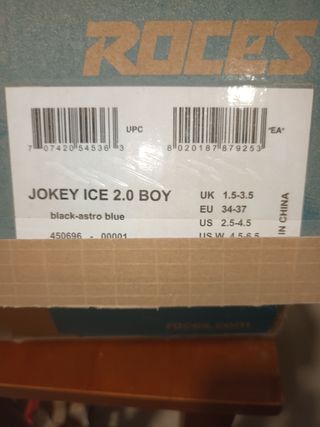 ROCES
UPC
"EA"
7 07420 54536 3
8 020187 879253
JOKEY ICE 2.0 BOY
black-astro blue
450696 - 00001
UK 1.5-3.5
EU 34-37
US 2.5-4.5
US W 4.5-6.5
IN CHINA
roces.com